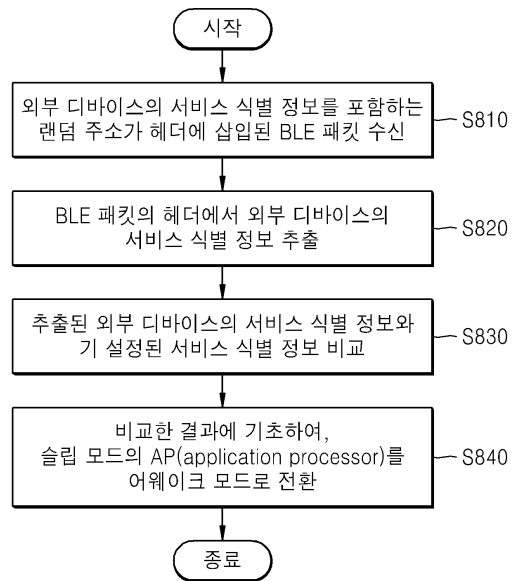 시작
외부 디바이스의 서비스 식별 정보를 포함하는
랜덤 주소가 헤더에 삽입된 BLE 패킷 수신
S810
BLE 패킷의 헤더에서 외부 디바이스의
서비스 식별 정보 추출
S820
추출된 외부 디바이스의 서비스 식별 정보와
기 설정된 서비스 식별 정보 비교
S830
비교한 결과에 기초하여,
슬립 모드의 AP(application processor)를
어웨이크 모드로 전환
S840
종료